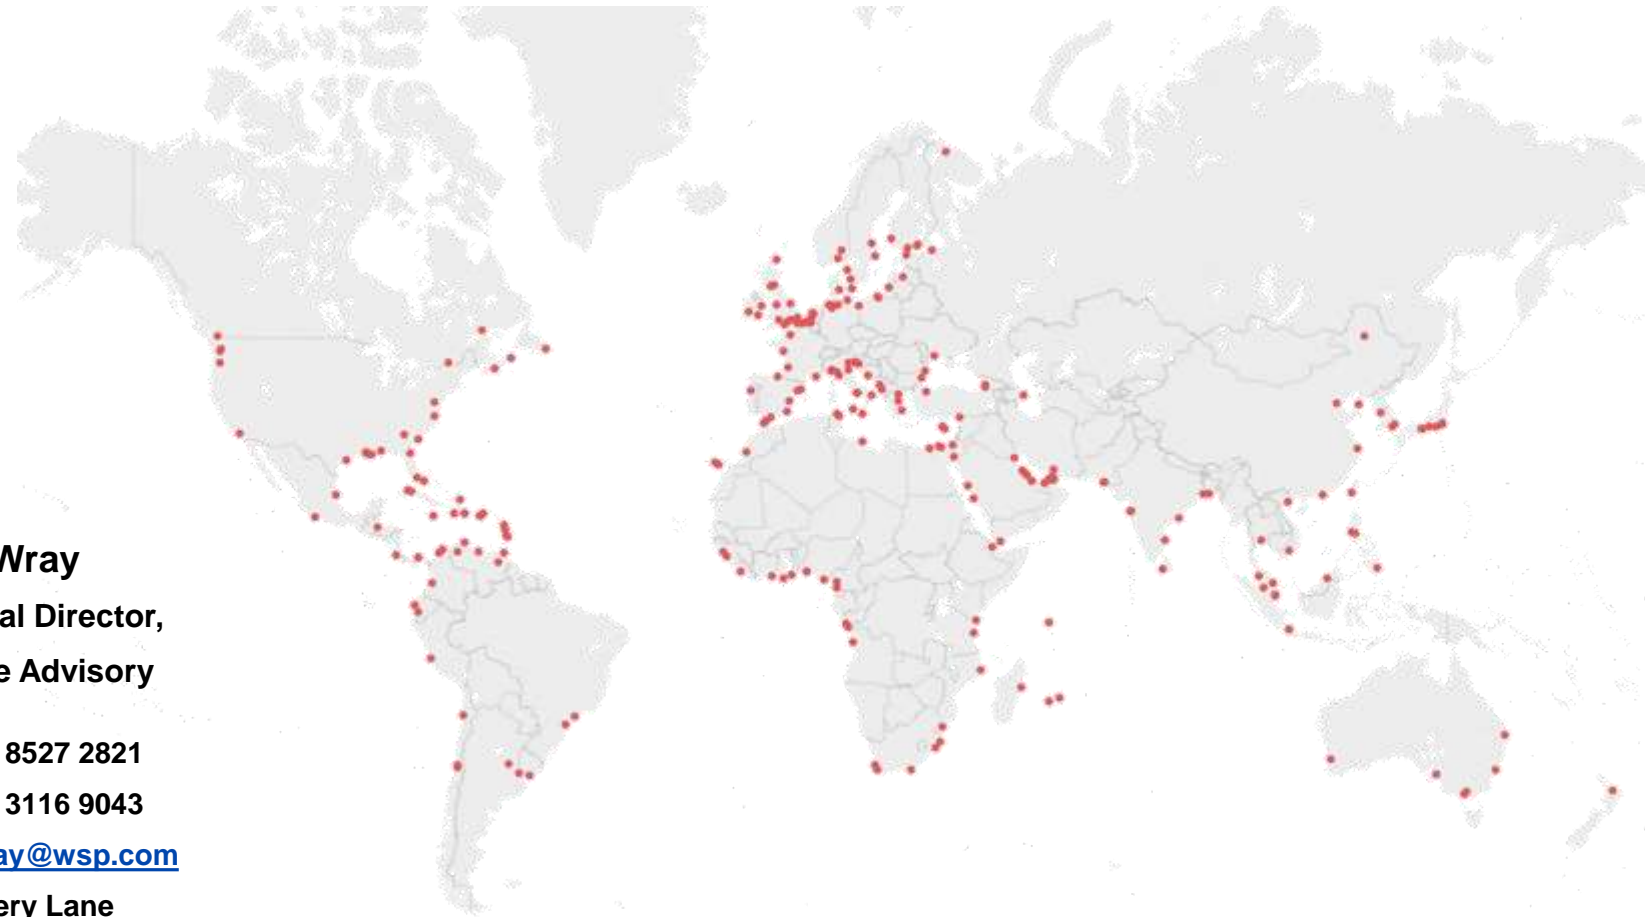 Wray
al Director,
e Advisory
8527 2821
3116 9043
ay@wsp.com
ery Lane